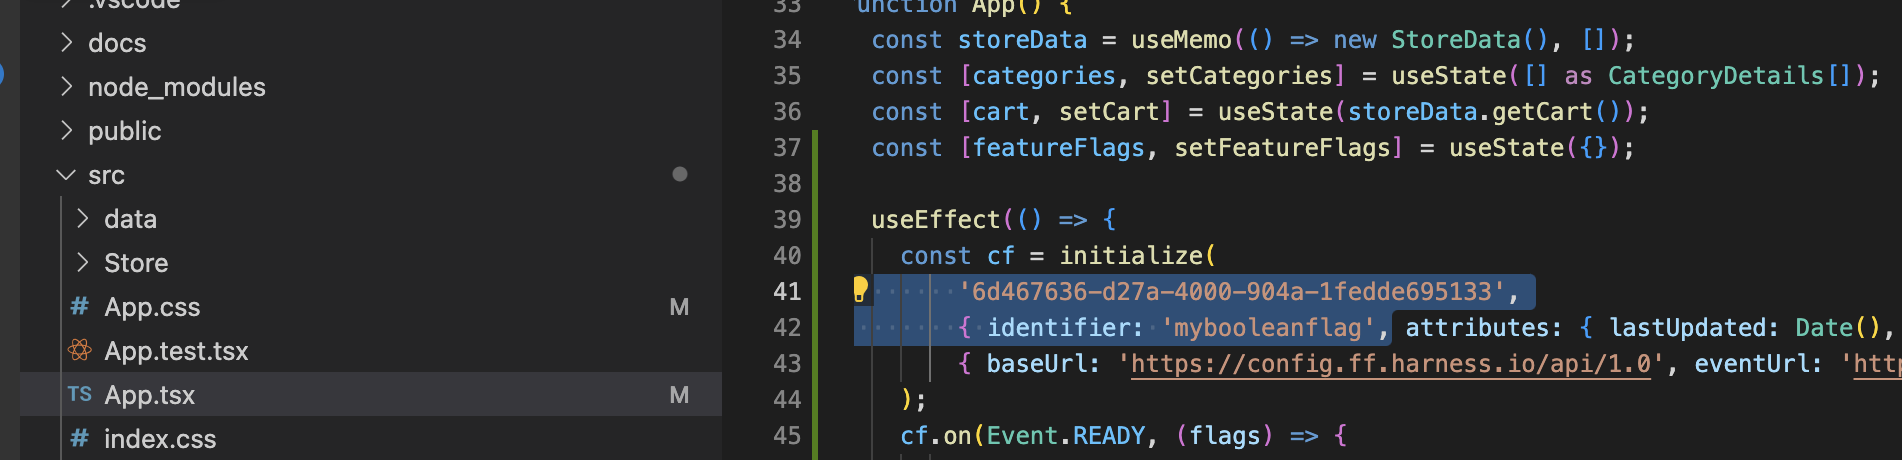 .vscode
docs
node_modules
public
src
data
Store
# App.css M
App.test.tsx
TS App.tsx M
# index.css
33 unction App() {
34 const storeData = useMemo(() => new StoreData(), []);
35 const [categories, setCategories] = useState([] as CategoryDetails[]);
36 const [cart, setCart] = useState(storeData.getCart());
37 const [featureFlags, setFeatureFlags] = useState({});
38
39 useEffect(() => {
40 const cf = initialize(
41 '6d467636-d27a-4000-904a-1fedde695133',
42 { identifier: 'mybooleanflag', attributes: { lastUpdated: Date(),
43 { baseUrl: 'https://config.ff.harness.io/api/1.0', eventUrl: 'htt
44 );
45 cf.on(Event.READY, (flags) => {